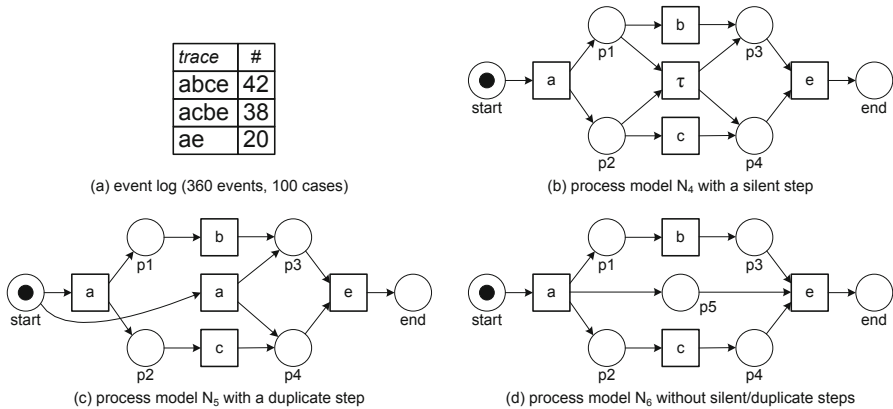 trace #
abce 42
acbe 38
ae 20
(a) event log (360 events, 100 cases)
start
a
p1
p2
b
τ
c
p3
p4
e
end
(b) process model N₄ with a silent step
start
a
p1
p2
b
a
c
p3
p4
e
end
(c) process model N₅ with a duplicate step
start
a
p1
p2
b
p5
c
p3
p4
e
end
(d) process model N₆ without silent/duplicate steps